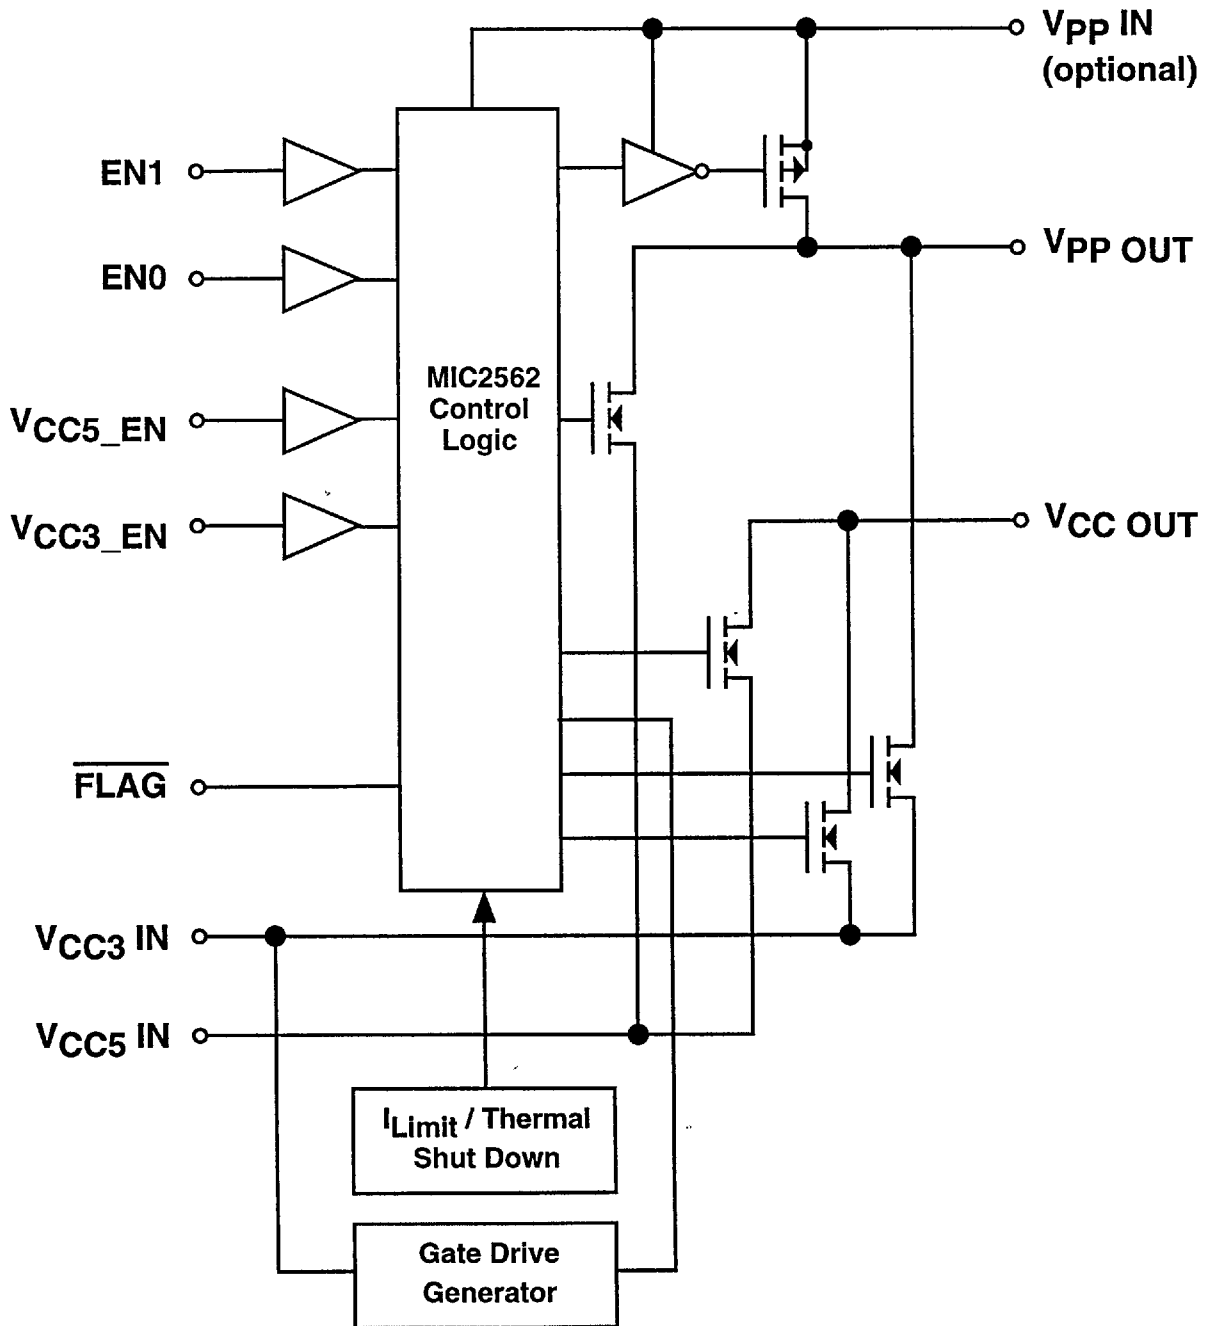 VPP IN
(optional)
EN1
VPP OUT
EN0
MIC2562
Control
Logic
VCC5_EN
VCC3_EN
VCC OUT
FLAG
VCC3 IN
VCC5 IN
ILimit / Thermal
Shut Down
Gate Drive
Generator